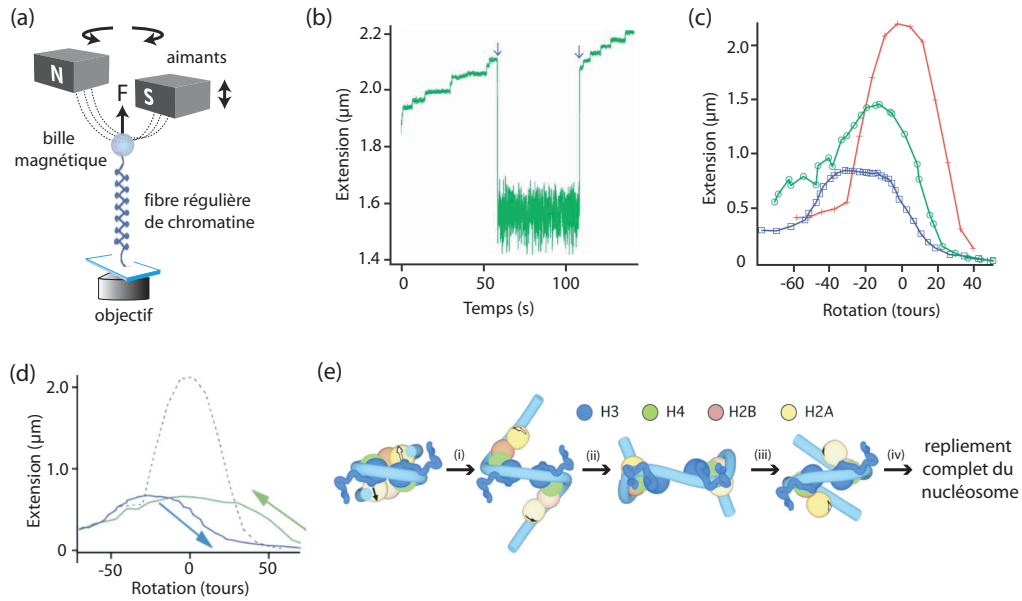 (a)
N
S
F
aimants
bille
magnétique
fibre régulière
de chromatine
objectif
(b)
Extension (µm)
2.2
2.0
1.8
1.6
1.4
0
50
100
Temps (s)
(c)
Extension (µm)
2.0
1.5
1.0
0.5
0
-60
-40
-20
0
20
40
Rotation (tours)
(d)
Extension (µm)
2.0
1.0
0
-50
0
50
Rotation (tours)
(e)
H3
H4
H2B
H2A
(i)
(ii)
(iii)
(iv)
repliement
complet du
nucléosome